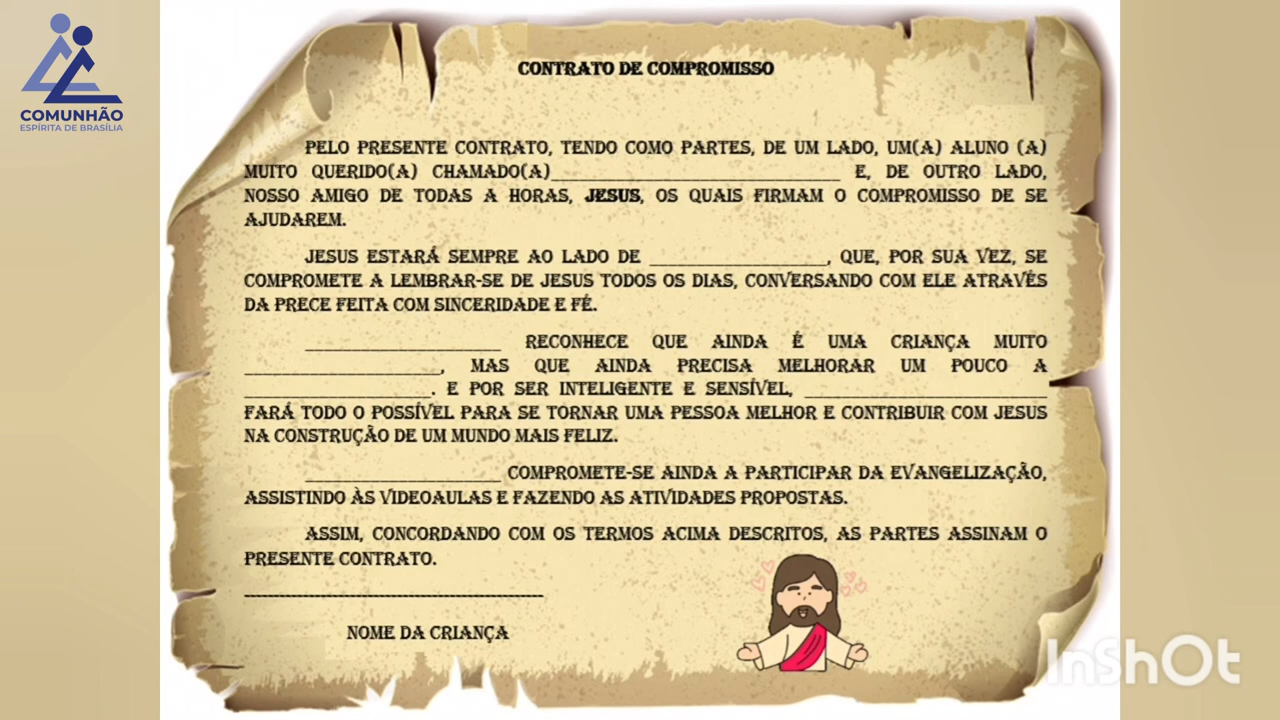 COMUNHÃO
ESPÍRITA DE BRASÍLIA
CONTRATO DE COMPROMISSO
PELO PRESENTE CONTRATO, TENDO COMO PARTES, DE UM LADO, UM(A) ALUNO (A)
MUITO QUERIDO(A) CHAMADO(A)______________________________ E, DE OUTRO LADO,
NOSSO AMIGO DE TODAS A HORAS, JESUS, OS QUAIS FIRMAM O COMPROMISSO DE SE
AJUDAREM.
JESUS ESTARÁ SEMPRE AO LADO DE ___________________, QUE, POR SUA VEZ, SE
COMPROMETE A LEMBRAR-SE DE JESUS TODOS OS DIAS, CONVERSANDO COM ELE ATRAVÉS
DA PRECE FEITA COM SINCERIDADE E FÉ.
____________________ RECONHECE QUE AINDA É UMA CRIANÇA MUITO
____________________, MAS QUE AINDA PRECISA MELHORAR UM POUCO A
___________________. E POR SER INTELIGENTE E SENSÍVEL, _________________________
FARÁ TODO O POSSÍVEL PARA SE TORNAR UMA PESSOA MELHOR E CONTRIBUIR COM JESUS
NA CONSTRUÇÃO DE UM MUNDO MAIS FELIZ.
____________________ COMPROMETE-SE AINDA A PARTICIPAR DA EVANGELIZAÇÃO,
ASSISTINDO ÀS VIDEOAULAS E FAZENDO AS ATIVIDADES PROPOSTAS.
ASSIM, CONCORDANDO COM OS TERMOS ACIMA DESCRITOS, AS PARTES ASSINAM O
PRESENTE CONTRATO.
-----------------------------------------------
NOME DA CRIANÇA
InShOt